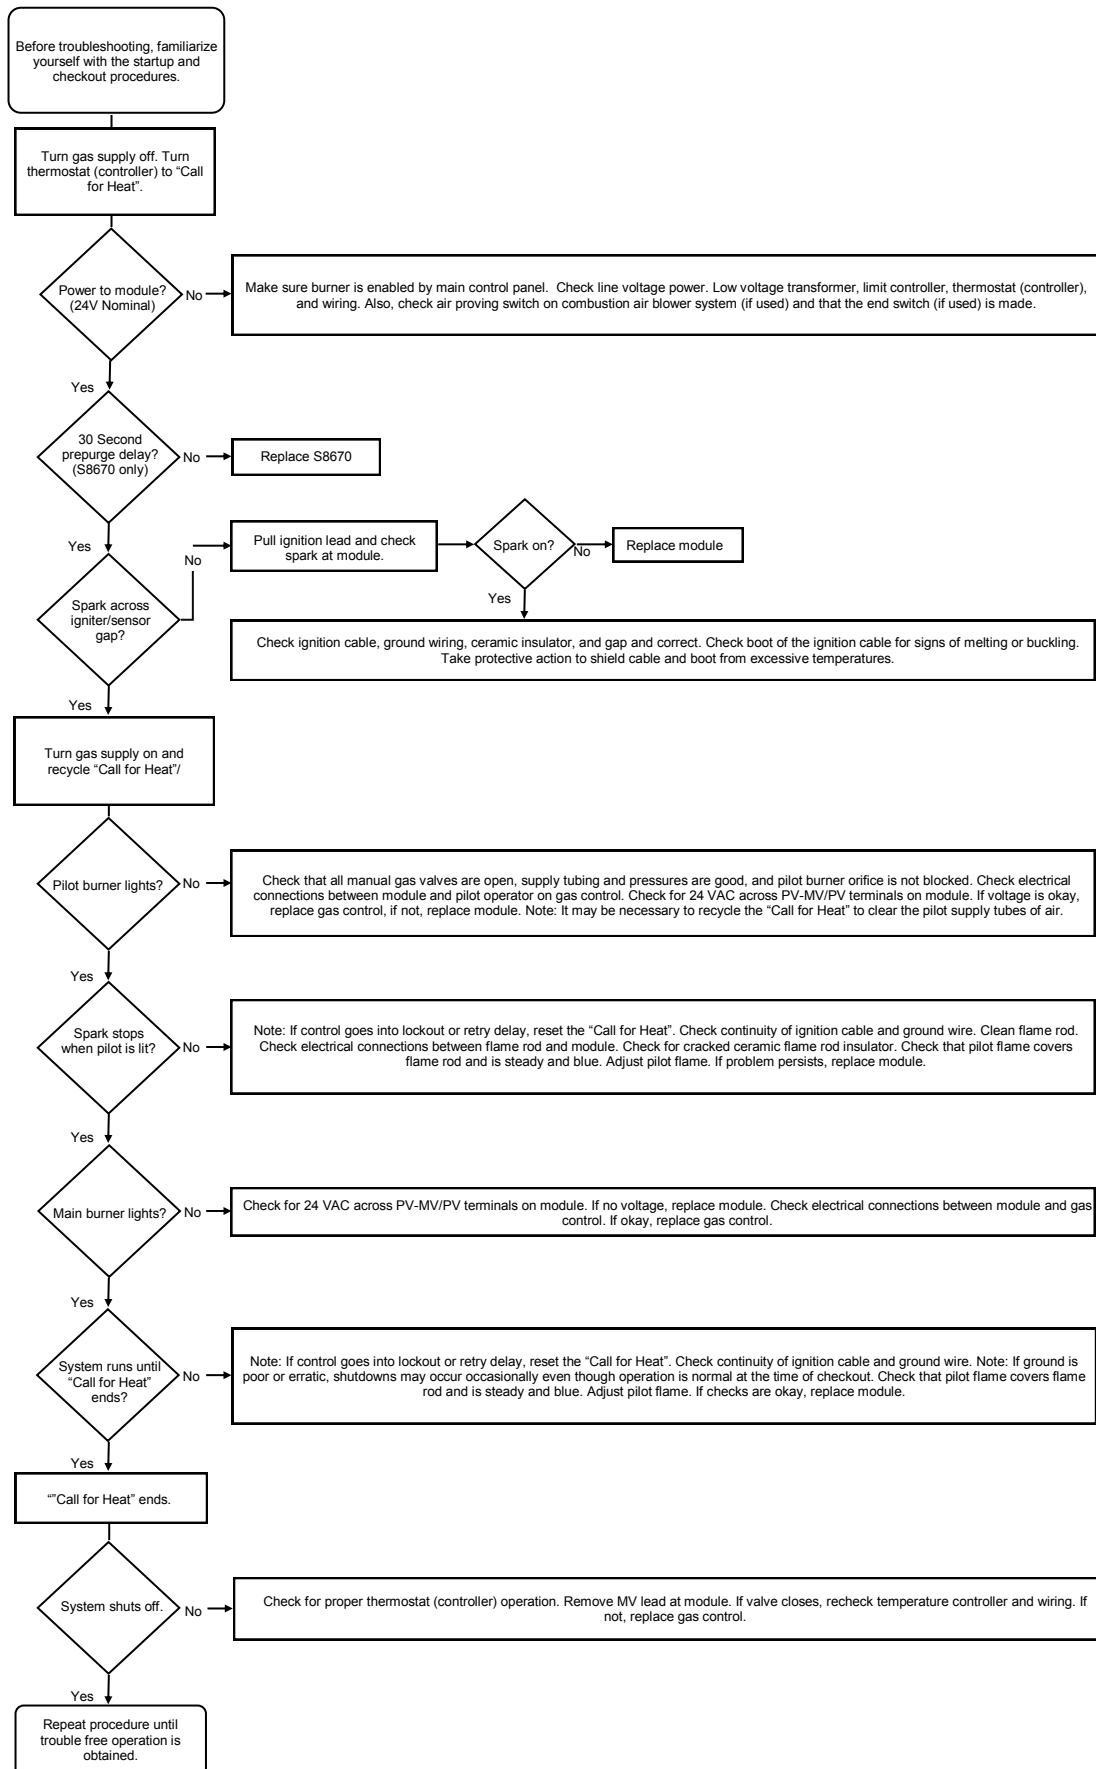 Before troubleshooting, familiarize
yourself with the startup and
checkout procedures.
Turn gas supply off. Turn
thermostat (controller) to “Call
for Heat”.
Power to module?
(24V Nominal)
No
Make sure burner is enabled by main control panel. Check line voltage power. Low voltage transformer, limit controller, thermostat (controller),
and wiring. Also, check air proving switch on combustion air blower system (if used) and that the end switch (if used) is made.
Yes
30 Second
prepurge delay?
(S8670 only)
No
Replace S8670
Yes
Spark across
igniter/sensor
gap?
No
Pull ignition lead and check
spark at module.
Spark on?
No
Replace module
Yes
Check ignition cable, ground wiring, ceramic insulator, and gap and correct. Check boot of the ignition cable for signs of melting or buckling.
Take protective action to shield cable and boot from excessive temperatures.
Yes
Turn gas supply on and
recycle “Call for Heat”/
Pilot burner lights?
No
Check that all manual gas valves are open, supply tubing and pressures are good, and pilot burner orifice is not blocked. Check electrical
connections between module and pilot operator on gas control. Check for 24 VAC across PV-MV/PV terminals on module. If voltage is okay,
replace gas control, if not, replace module. Note: It may be necessary to recycle the “Call for Heat” to clear the pilot supply tubes of air.
Yes
Spark stops
when pilot is lit?
No
Note: If control goes into lockout or retry delay, reset the “Call for Heat”. Check continuity of ignition cable and ground wire. Clean flame rod.
Check electrical connections between flame rod and module. Check for cracked ceramic flame rod insulator. Check that pilot flame covers
flame rod and is steady and blue. Adjust pilot flame. If problem persists, replace module.
Yes
Main burner lights?
No
Check for 24 VAC across PV-MV/PV terminals on module. If no voltage, replace module. Check electrical connections between module and gas
control. If okay, replace gas control.
Yes
System runs until
“Call for Heat”
ends?
No
Note: If control goes into lockout or retry delay, reset the “Call for Heat”. Check continuity of ignition cable and ground wire. Note: If ground is
poor or erratic, shutdowns may occur occasionally even though operation is normal at the time of checkout. Check that pilot flame covers flame
rod and is steady and blue. Adjust pilot flame. If checks are okay, replace module.
Yes
“”Call for Heat” ends.
System shuts off.
No
Check for proper thermostat (controller) operation. Remove MV lead at module. If valve closes, recheck temperature controller and wiring. If
not, replace gas control.
Yes
Repeat procedure until
trouble free operation is
obtained.